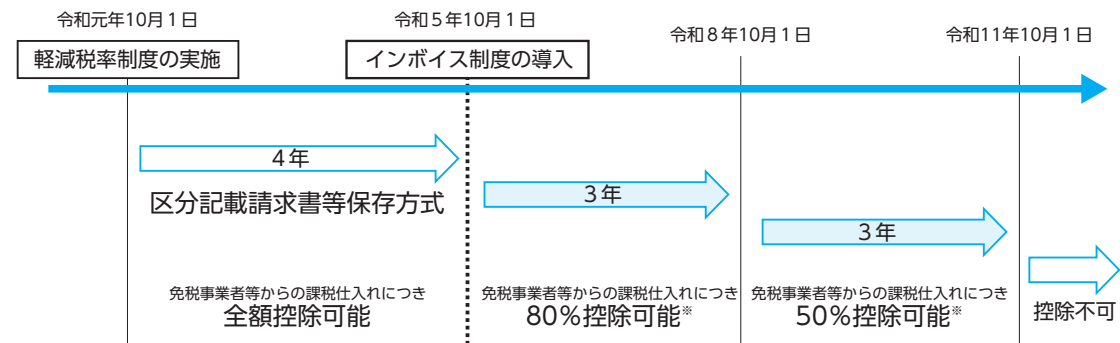 令和元年10月1日
令和5年10月1日
令和8年10月1日
令和11年10月1日
軽減税率制度の実施
インボイス制度の導入
4年
区分記載請求書等保存方式
3年
3年
免税事業者等からの課税仕入れにつき
全額控除可能
免税事業者等からの課税仕入れにつき
80%控除可能※
免税事業者等からの課税仕入れにつき
50%控除可能※
控除不可